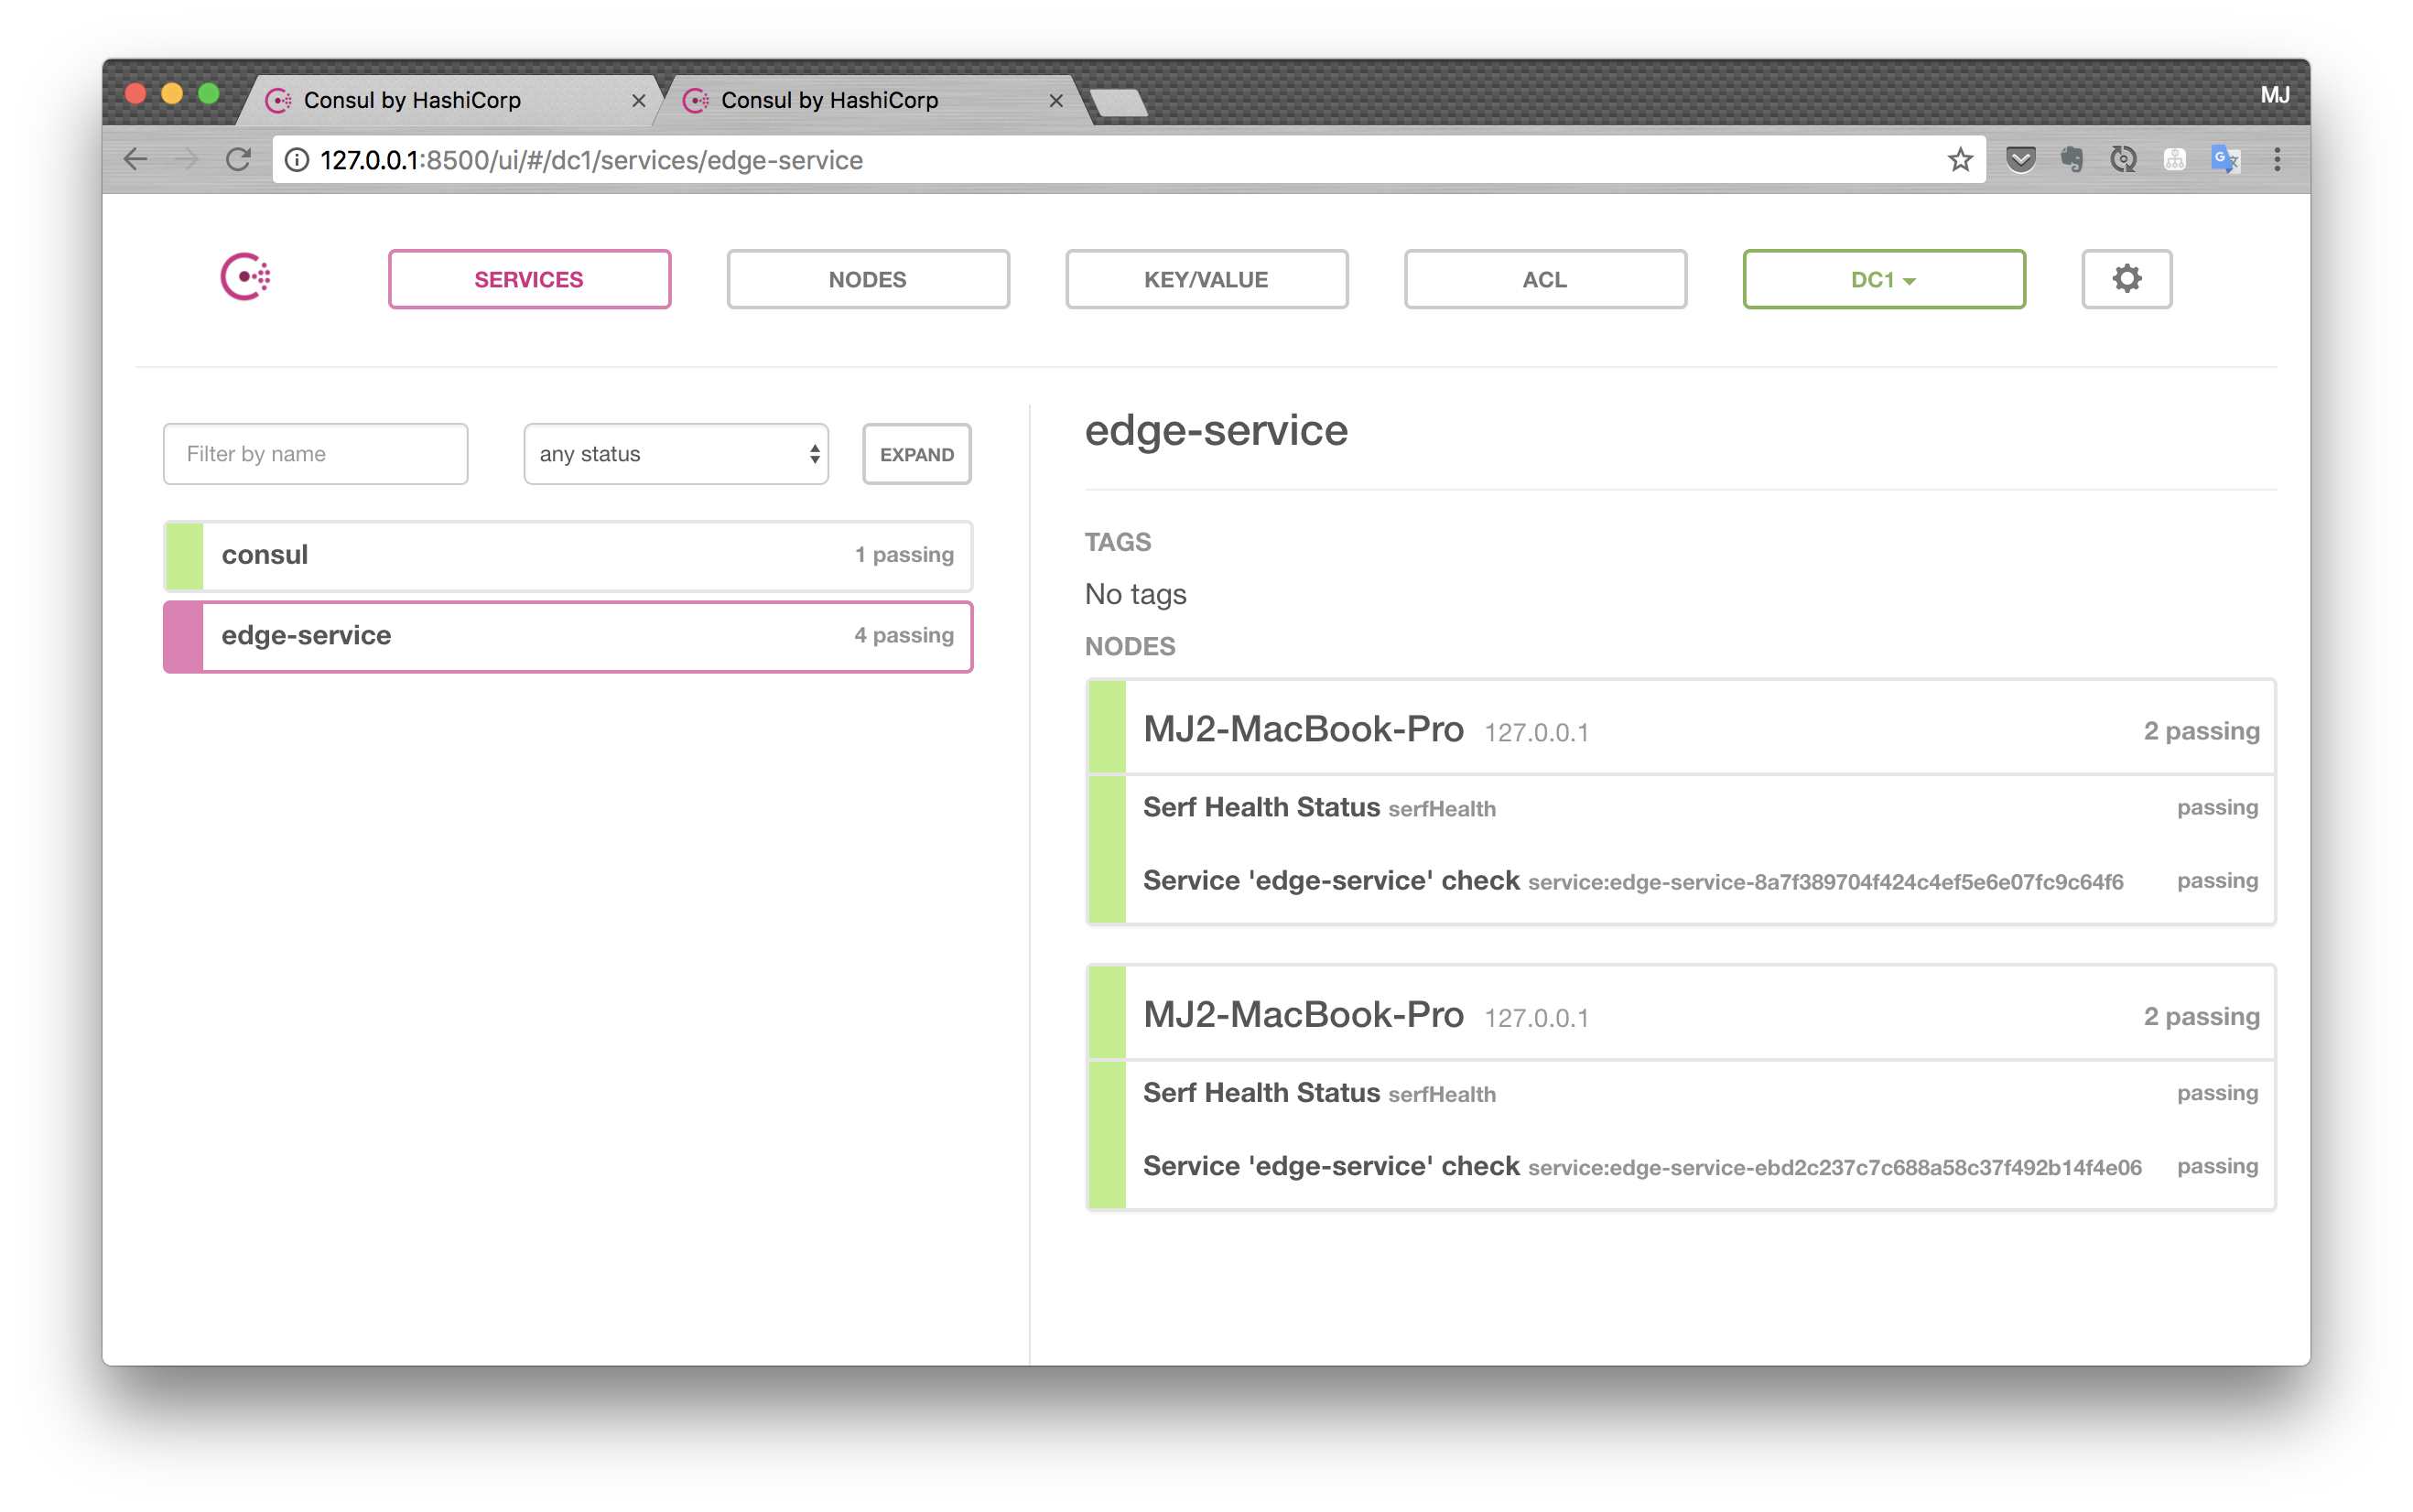 Consul by HashiCorp
Consul by HashiCorp
MJ
127.0.0.1:8500/ui/#/dc1/services/edge-service
SERVICES
NODES
KEY/VALUE
ACL
DC1
Filter by name
any status
EXPAND
consul
1 passing
edge-service
4 passing
edge-service
TAGS
No tags
NODES
MJ2-MacBook-Pro 127.0.0.1
2 passing
Serf Health Status serfHealth
passing
Service 'edge-service' check service:edge-service-8a7f389704f424c4ef5e6e07fc9c64f6
passing
MJ2-MacBook-Pro 127.0.0.1
2 passing
Serf Health Status serfHealth
passing
Service 'edge-service' check service:edge-service-ebd2c237c7c688a58c37f492b14f4e06
passing